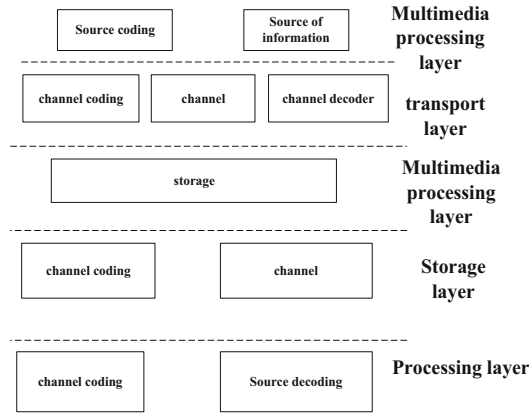 Source coding
Source of
information
Multimedia
processing
layer
channel coding
channel
channel decoder
transport
layer
storage
Multimedia
processing
layer
channel coding
channel
Storage
layer
channel coding
Source decoding
Processing layer